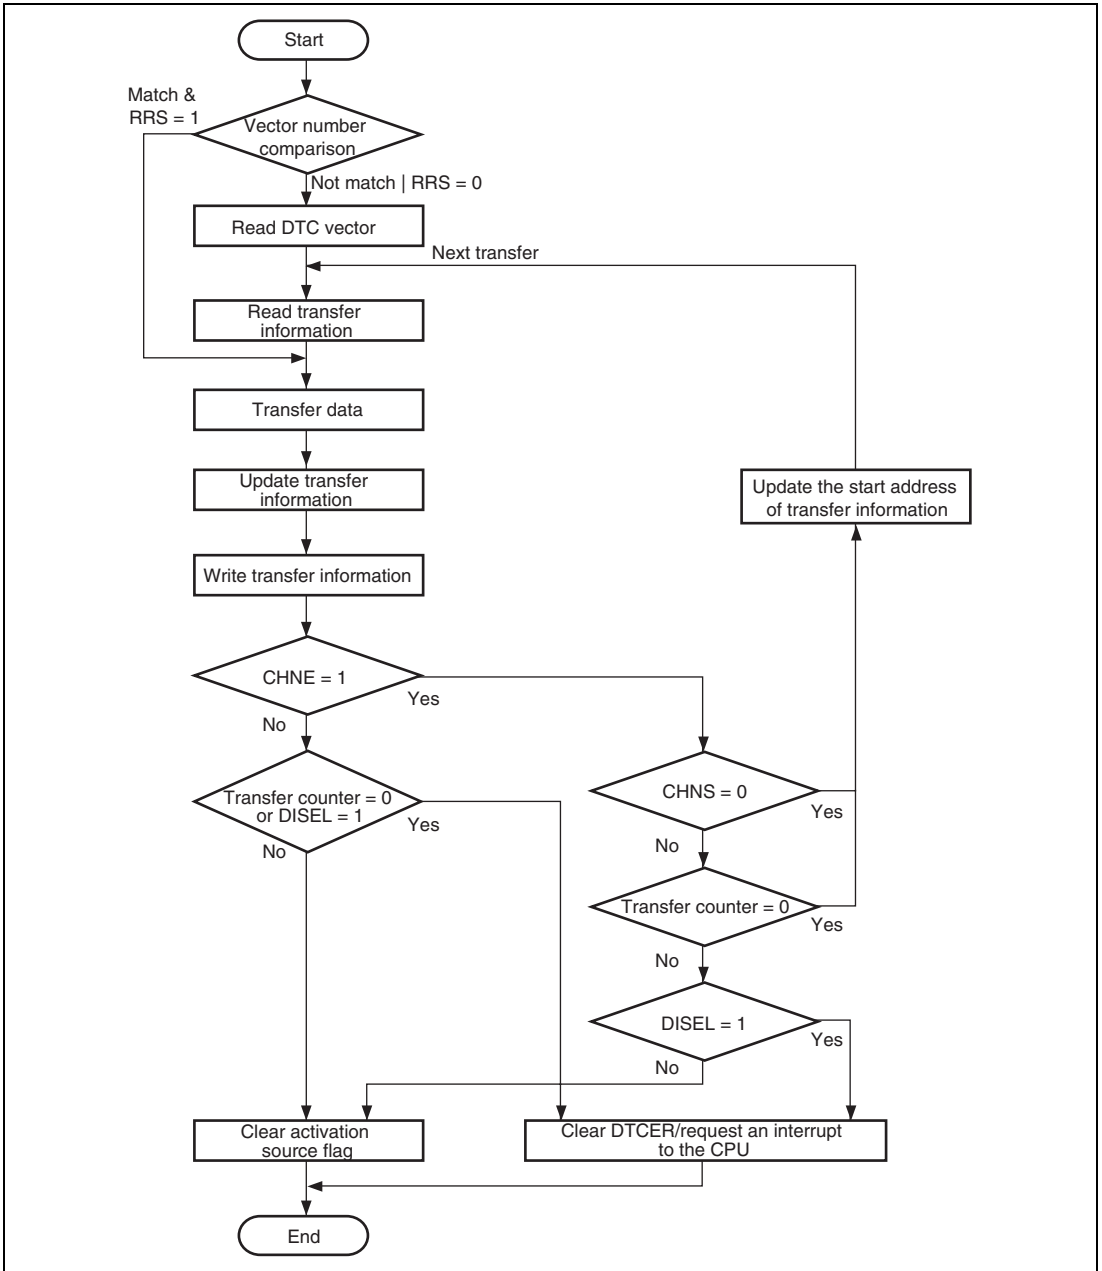 Start
Match &
RRS = 1
Vector number
comparison
Not match | RRS = 0
Read DTC vector
Next transfer
Read transfer
information
Transfer data
Update transfer
information
Update the start address
of transfer information
Write transfer information
CHNE = 1
Yes
No
CHNS = 0
Transfer counter = 0
or DISEL = 1
Yes
Yes
No
No
Transfer counter = 0
Yes
No
DISEL = 1
Yes
No
Clear activation
source flag
Clear DTCER/request an interrupt
to the CPU
End